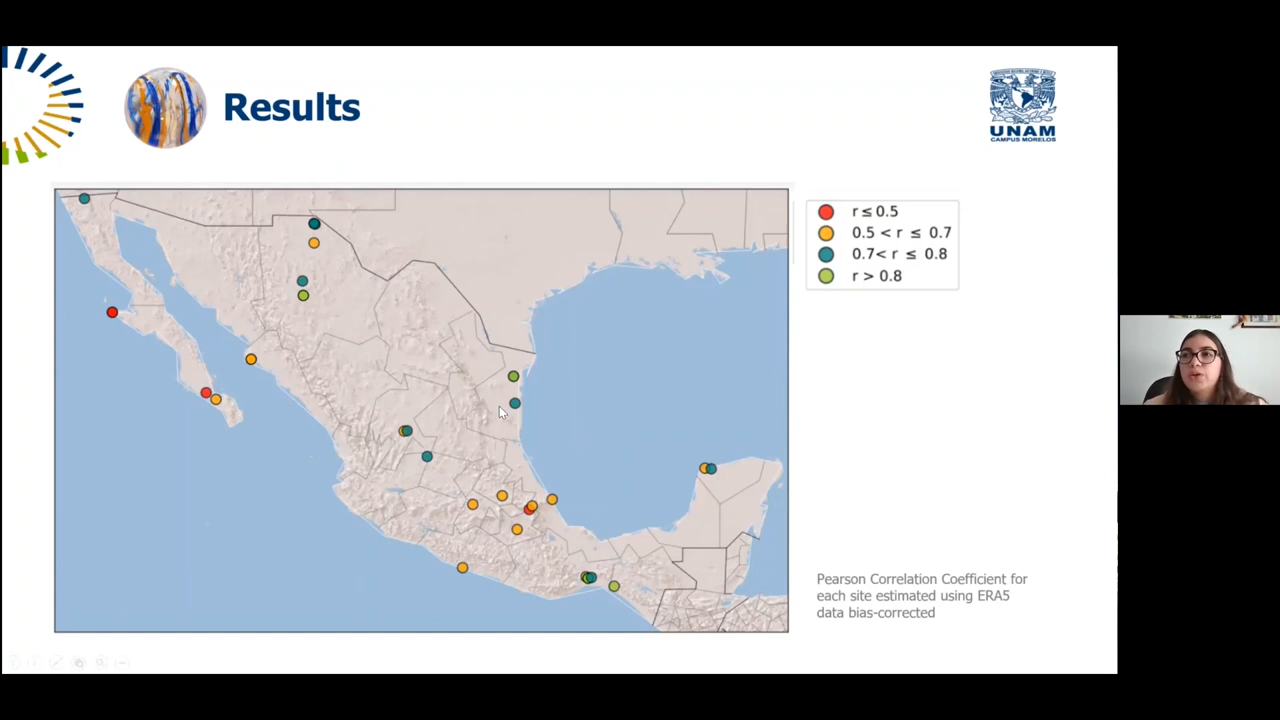 Results
UNAM
CAMPUS MORELOS
r ≤ 0.5
0.5 < r ≤ 0.7
0.7< r ≤ 0.8
r > 0.8
Pearson Correlation Coefficient for
each site estimated using ERA5
data bias-corrected